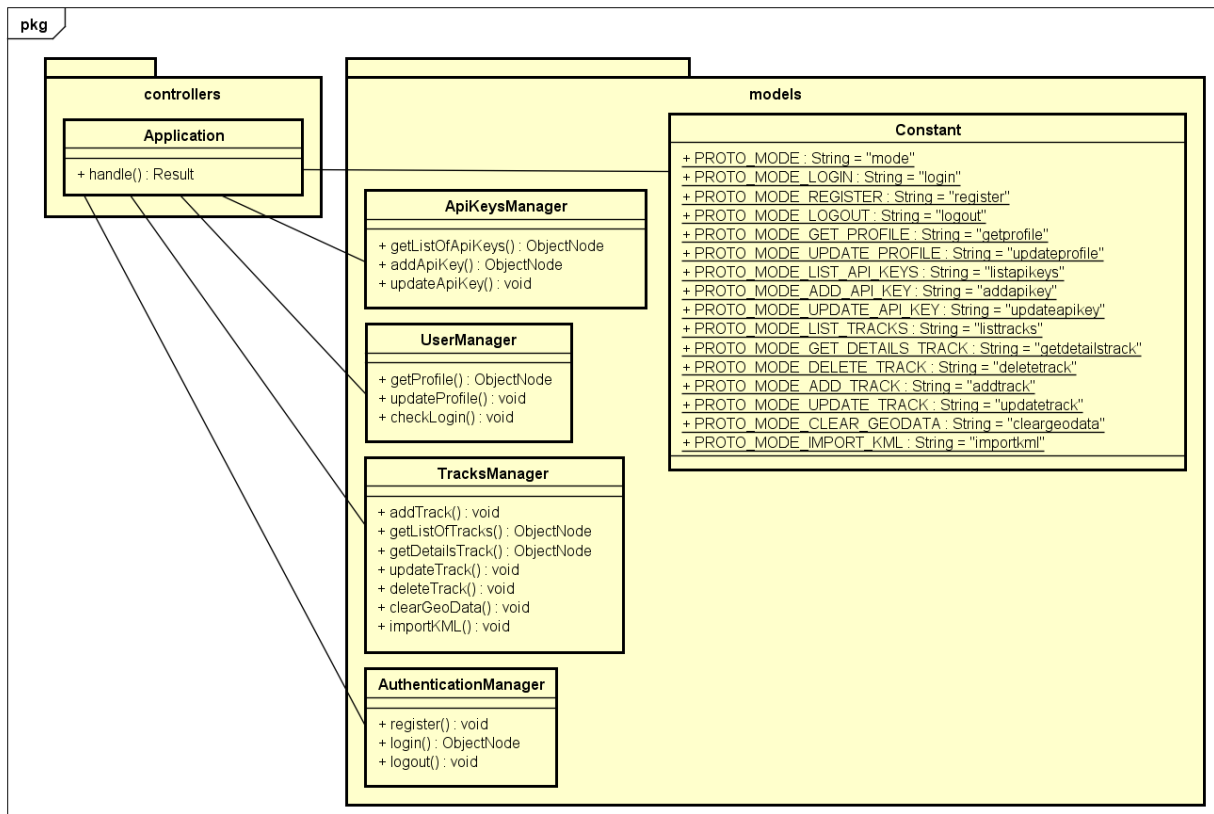 pkg
controllers
Application
+ handle() : Result
models
Constant
+ PROTO_MODE : String = "mode"
+ PROTO_MODE_LOGIN : String = "login"
+ PROTO_MODE_REGISTER : String = "register"
+ PROTO_MODE_LOGOUT : String = "logout"
+ PROTO_MODE_GET_PROFILE : String = "getprofile"
+ PROTO_MODE_UPDATE_PROFILE : String = "updateprofile"
+ PROTO_MODE_LIST_API_KEYS : String = "listapikeys"
+ PROTO_MODE_ADD_API_KEY : String = "addapikey"
+ PROTO_MODE_UPDATE_API_KEY : String = "updateapikey"
+ PROTO_MODE_LIST_TRACKS : String = "listtracks"
+ PROTO_MODE_GET_DETAILS_TRACK : String = "getdetailstrack"
+ PROTO_MODE_DELETE_TRACK : String = "deletetrack"
+ PROTO_MODE_ADD_TRACK : String = "addtrack"
+ PROTO_MODE_UPDATE_TRACK : String = "updatetrack"
+ PROTO_MODE_CLEAR_GEODATA : String = "cleargeodata"
+ PROTO_MODE_IMPORT_KML : String = "importkml"
ApiKeysManager
+ getListOfApiKeys() : ObjectNode
+ addApiKey() : ObjectNode
+ updateApiKey() : void
UserManager
+ getProfile() : ObjectNode
+ updateProfile() : void
+ checkLogin() : void
TracksManager
+ addTrack() : void
+ getListOfTracks() : ObjectNode
+ getDetailsTrack() : ObjectNode
+ updateTrack() : void
+ deleteTrack() : void
+ clearGeoData() : void
+ importKML() : void
AuthenticationManager
+ register() : void
+ login() : ObjectNode
+ logout() : void